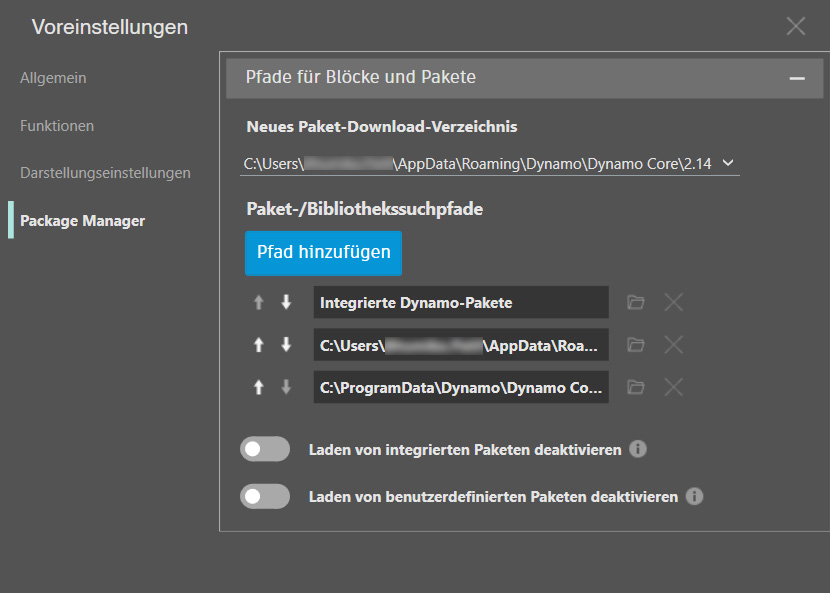 Voreinstellungen
Allgemein
Funktionen
Darstellungseinstellungen
Package Manager
Pfade für Blöcke und Pakete
Neues Paket-Download-Verzeichnis
C:\Users\ \AppData\Roaming\Dynamo\Dynamo Core\2.14
Paket-/Bibliothekssuchpfade
Pfad hinzufügen
Integrierte Dynamo-Pakete
C:\Users\ \AppData\Roa...
C:\ProgramData\Dynamo\Dynamo Co...
Laden von integrierten Paketen deaktivieren
Laden von benutzerdefinierten Paketen deaktivieren